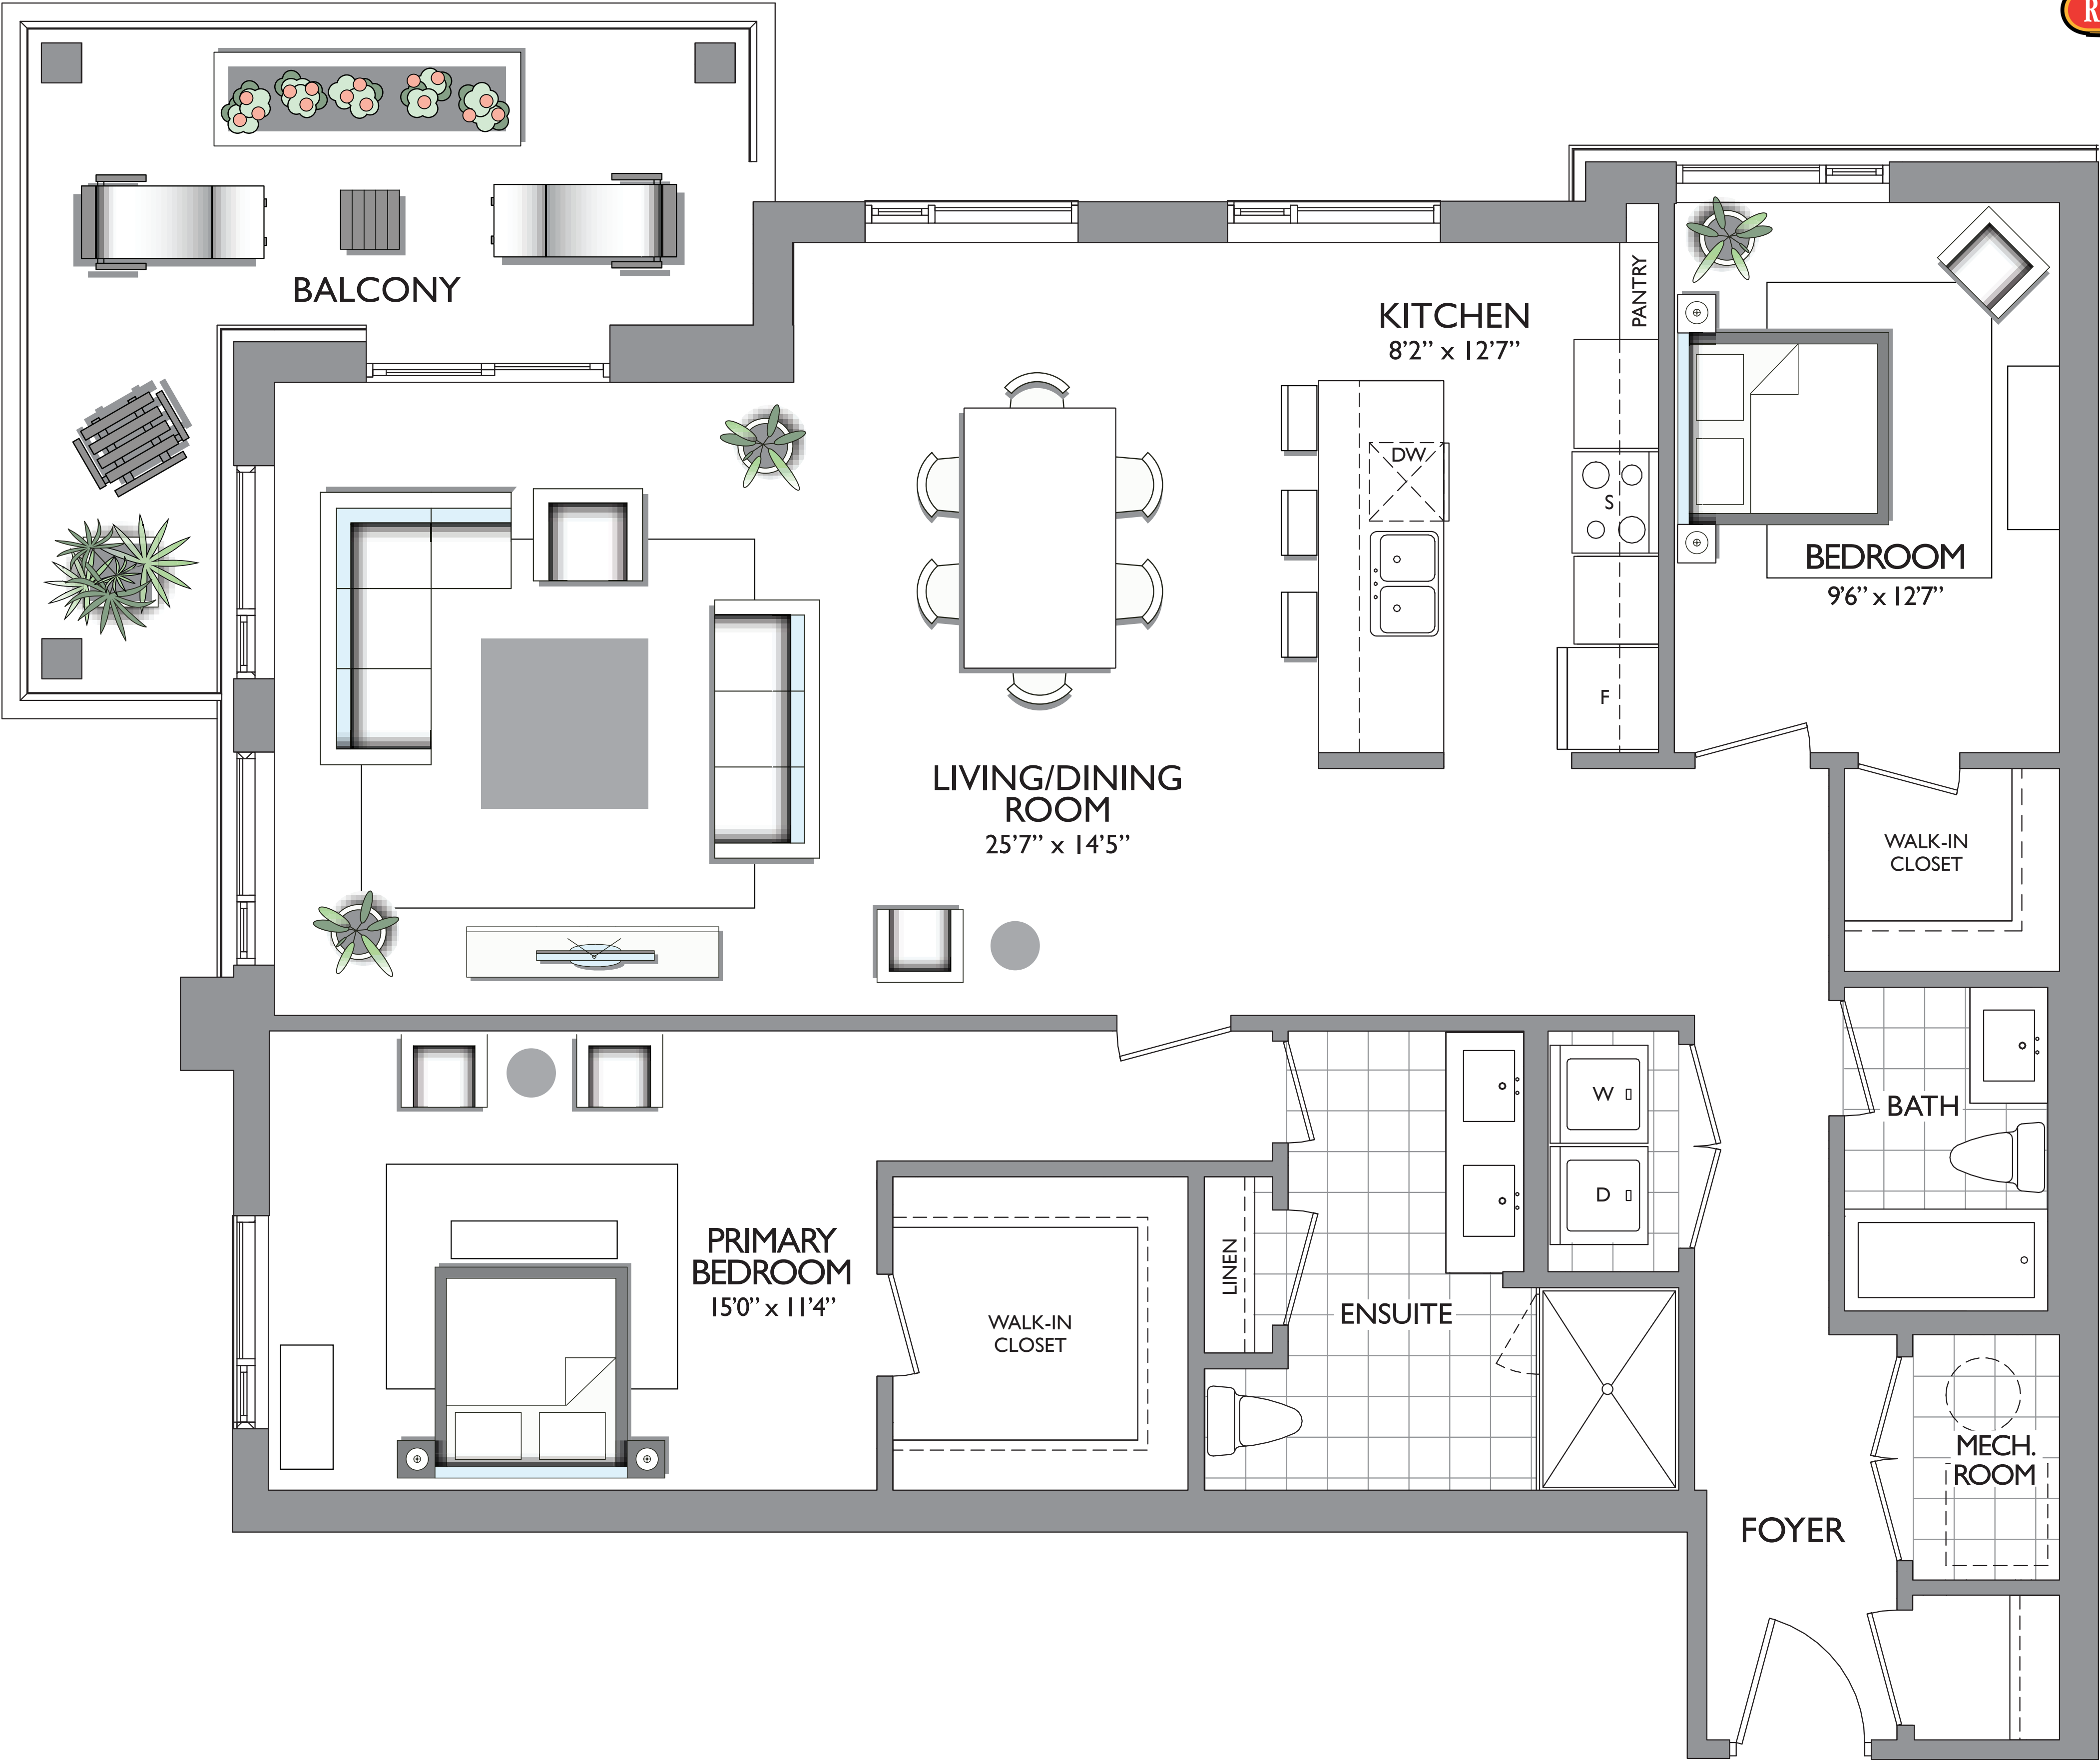 R
BALCONY
KITCHEN
8'2" x 12'7"
PANTRY
DW
S
F
BEDROOM
9'6" x 12'7"
LIVING/DINING
ROOM
25'7" x 14'5"
WALK-IN
CLOSET
W
D
BATH
PRIMARY
BEDROOM
15'0" x 11'4"
WALK-IN
CLOSET
LINEN
ENSUITE
MECH.
ROOM
FOYER